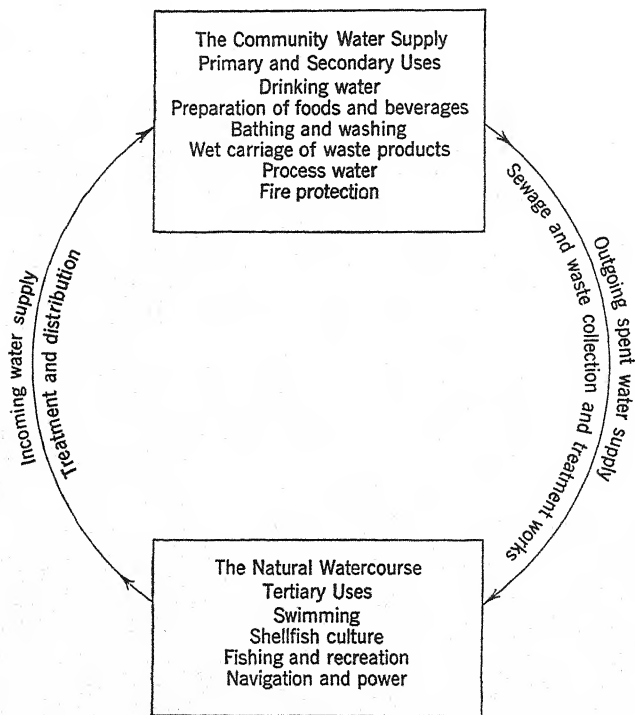 The Community Water Supply
Primary and Secondary Uses
Drinking water
Preparation of foods and beverages
Bathing and washing
Wet carriage of waste products
Process water
Fire protection
Incoming water supply
Treatment and distribution
Outgoing spent water supply
Sewage and waste collection and treatment works
The Natural Watercourse
Tertiary Uses
Swimming
Shellfish culture
Fishing and recreation
Navigation and power